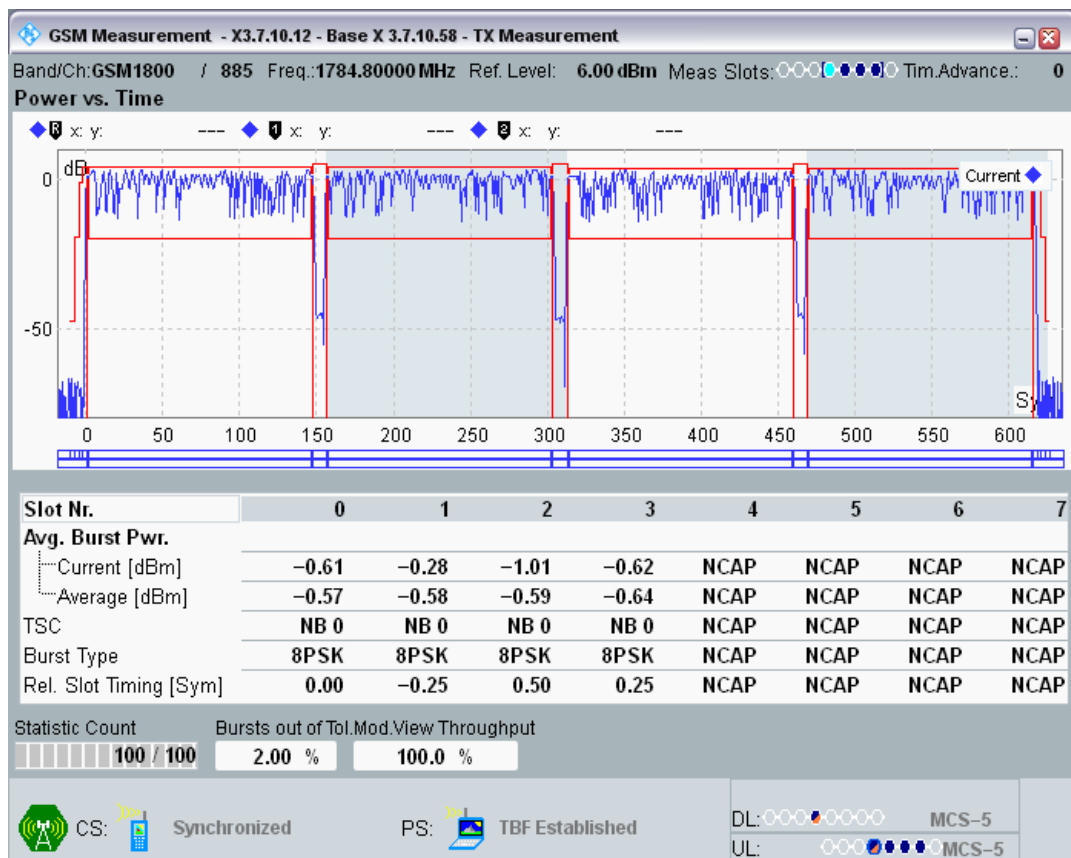 GSM Measurement - X3.7.10.12 - Base X 3.7.10.58 - TX Measurement
Band/Ch:GSM1800 / 885 Freq.:1784.80000 MHz Ref. Level: 6.00 dBm Meas Slots: Tim.Advance.: 0
Power vs. Time
R x: y: --- 1 x: y: --- 2 x: y: ---
dB
Current
0
-50
Sy
0 50 100 150 200 250 300 350 400 450 500 550 600
Slot Nr. 0 1 2 3 4 5 6 7
Avg. Burst Pwr.
Current [dBm] −0.61 −0.28 −1.01 −0.62 NCAP NCAP NCAP NCAP
Average [dBm] −0.57 −0.58 −0.59 −0.64 NCAP NCAP NCAP NCAP
TSC NB 0 NB 0 NB 0 NB 0 NCAP NCAP NCAP NCAP
Burst Type 8PSK 8PSK 8PSK 8PSK NCAP NCAP NCAP NCAP
Rel. Slot Timing [Sym] 0.00 −0.25 0.50 0.25 NCAP NCAP NCAP NCAP
Statistic Count Bursts out of Tol. Mod.View Throughput
100 / 100 2.00 % 100.0 %
CS: Synchronized PS: TBF Established
DL: MCS−5
UL: MCS−5